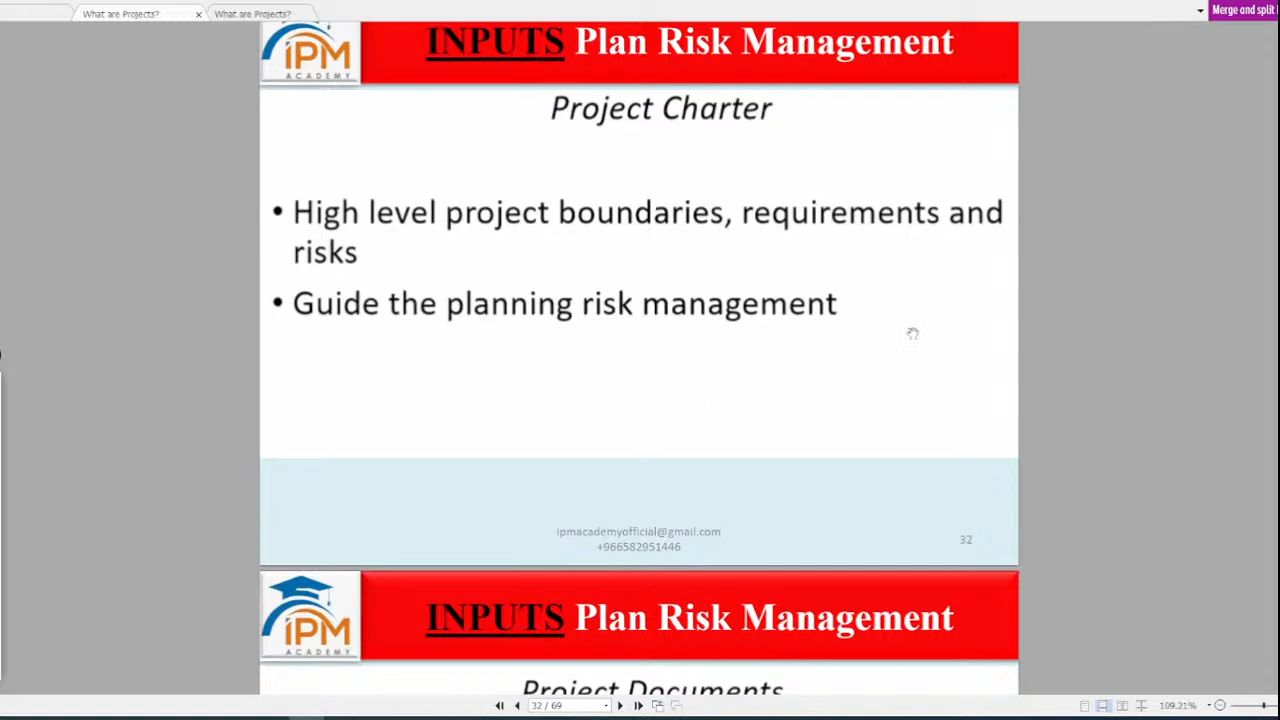 What are Projects?
What are Projects?
Merge and split
iPM
ACADEMY
INPUTS Plan Risk Management
Project Charter
• High level project boundaries, requirements and
risks
• Guide the planning risk management
ipmacademyofficial@gmail.com
+966582951446
32
iPM
ACADEMY
INPUTS Plan Risk Management
Project Documents
32 / 69
109.21%